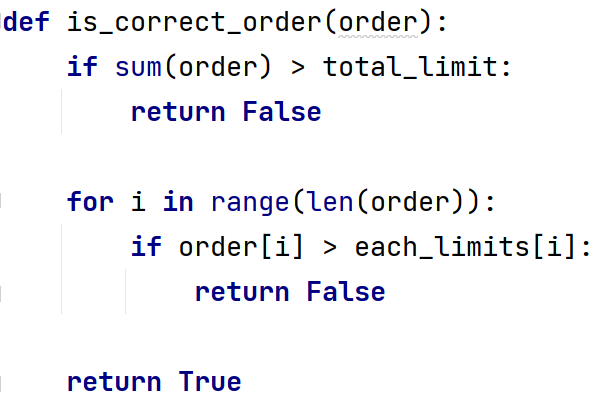 def is_correct_order(order):
    if sum(order) > total_limit:
        return False

    for i in range(len(order)):
        if order[i] > each_limits[i]:
            return False

    return True